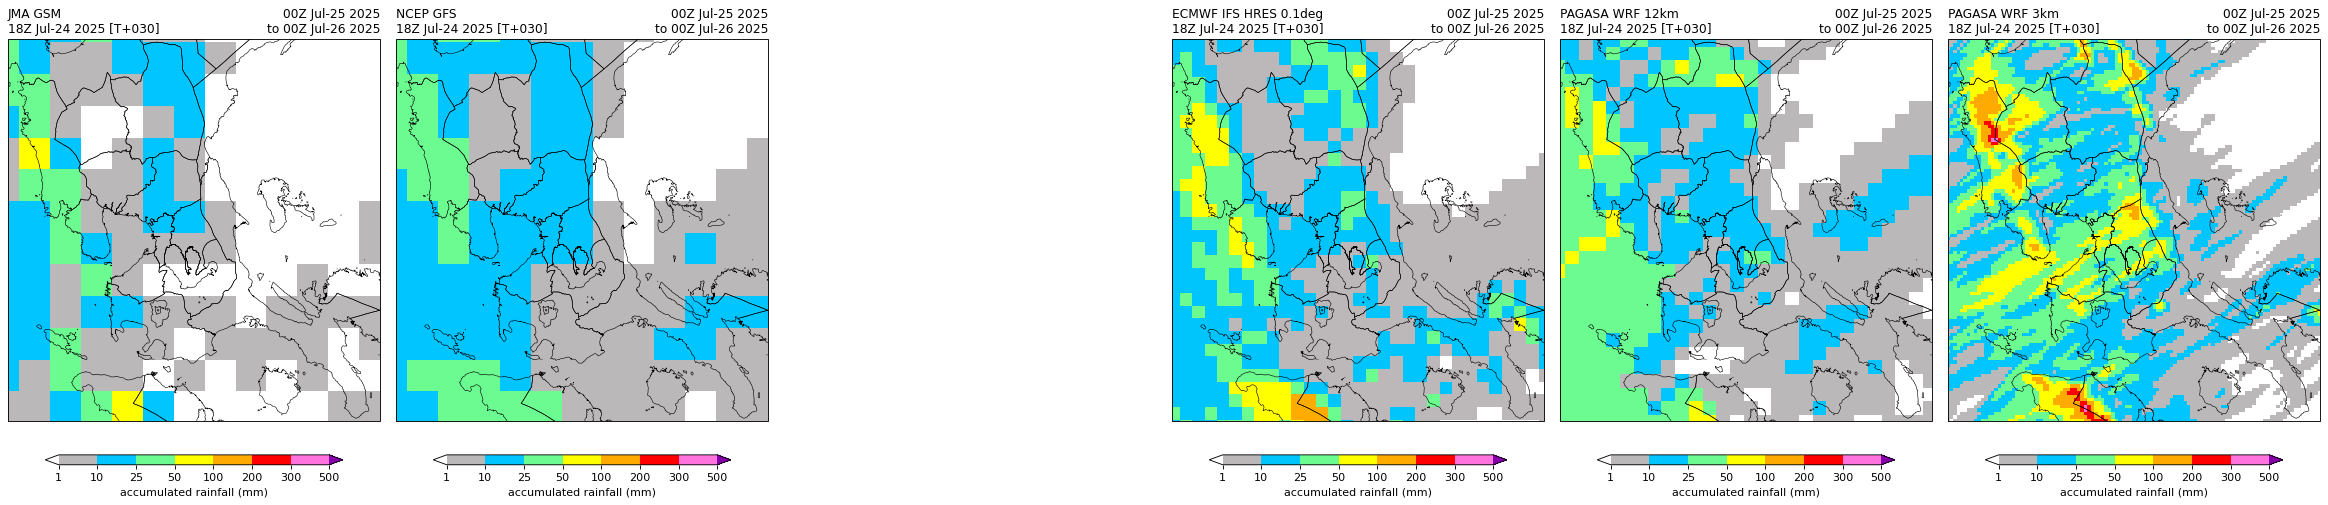 JMA GSM 00Z Jul-25 2025
18Z Jul-24 2025 [T+030] to 00Z Jul-26 2025
NCEP GFS 00Z Jul-25 2025
18Z Jul-24 2025 [T+030] to 00Z Jul-26 2025
ECMWF IFS HRES 0.1deg 00Z Jul-25 2025
18Z Jul-24 2025 [T+030] to 00Z Jul-26 2025
PAGASA WRF 12km 00Z Jul-25 2025
18Z Jul-24 2025 [T+030] to 00Z Jul-26 2025
PAGASA WRF 3km 00Z Jul-25 2025
18Z Jul-24 2025 [T+030] to 00Z Jul-26 2025
1 10 25 50 100 200 300 500
accumulated rainfall (mm)
1 10 25 50 100 200 300 500
accumulated rainfall (mm)
1 10 25 50 100 200 300 500
accumulated rainfall (mm)
1 10 25 50 100 200 300 500
accumulated rainfall (mm)
1 10 25 50 100 200 300 500
accumulated rainfall (mm)